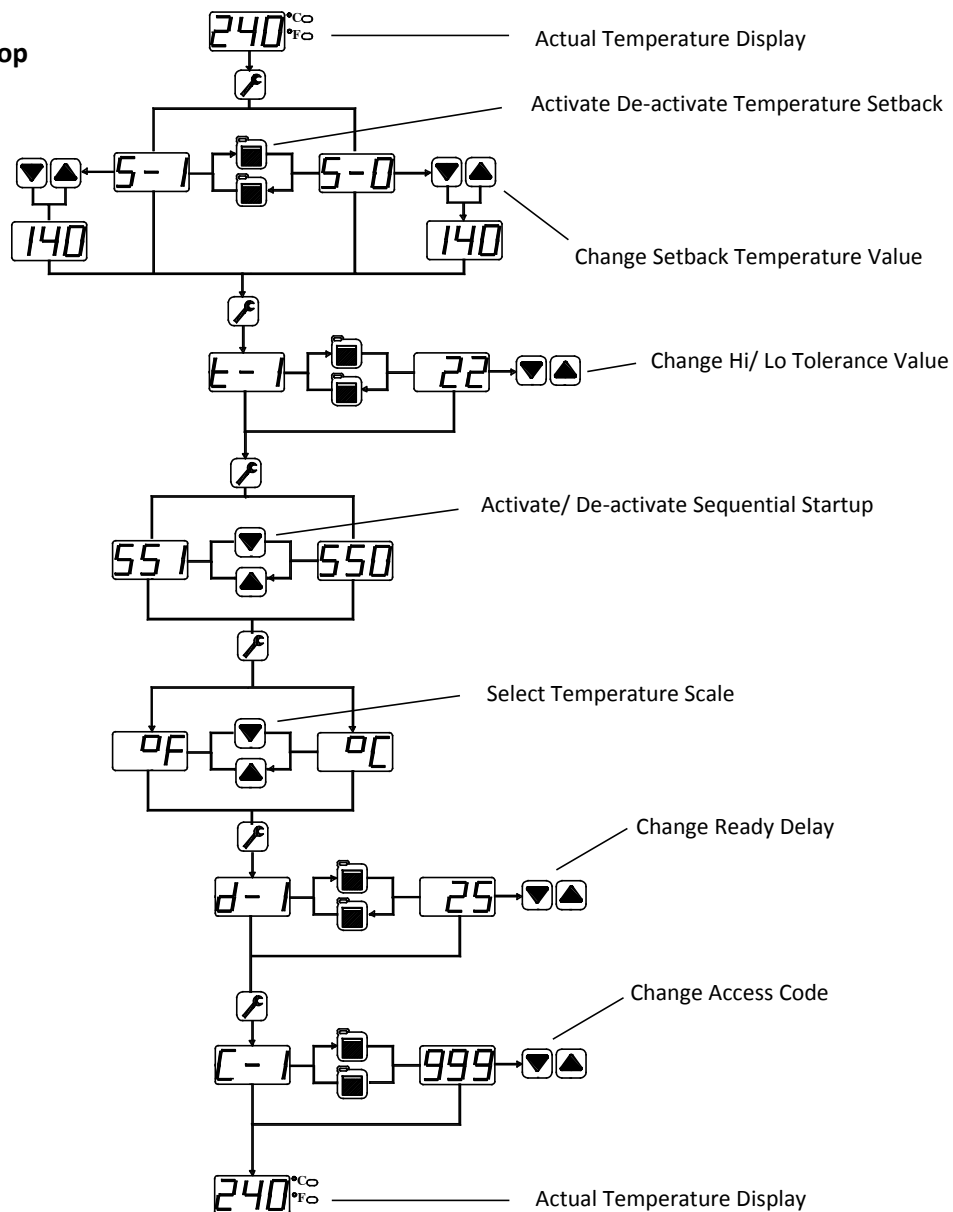 240 °C
°F
Actual Temperature Display
op
Activate De-activate Temperature Setback
S-1
S-0
140
140
Change Setback Temperature Value
t-1
22
Change Hi/ Lo Tolerance Value
Activate/ De-activate Sequential Startup
SS1
SS0
Select Temperature Scale
°F
°C
Change Ready Delay
d-1
25
Change Access Code
C-1
999
240 °C
°F
Actual Temperature Display